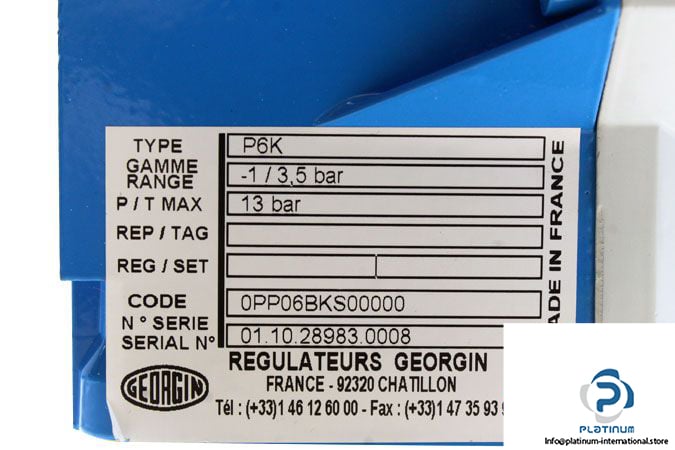 TYPE P6K
GAMME
RANGE -1 / 3,5 bar
P / T MAX 13 bar
REP / TAG
REG / SET
CODE 0PP06BKS00000
N° SERIE
SERIAL N° 01.10.28983.0008
MADE IN FRANCE
GEORGIN
REGULATEURS GEORGIN
FRANCE - 92320 CHATILLON
Tél : (+33)1 46 12 60 00 - Fax : (+33)1 47 35 93
PLATINUM
info@platinum-international.store